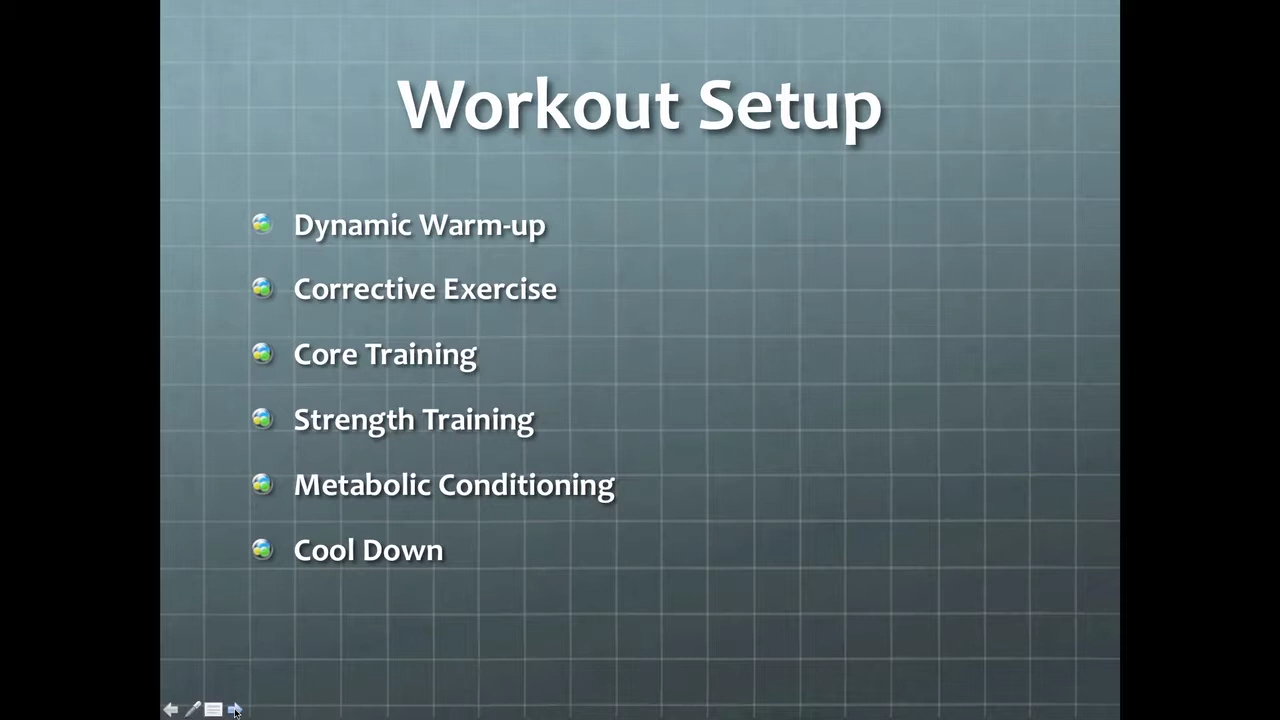 Workout Setup
Dynamic Warm-up
Corrective Exercise
Core Training
Strength Training
Metabolic Conditioning
Cool Down